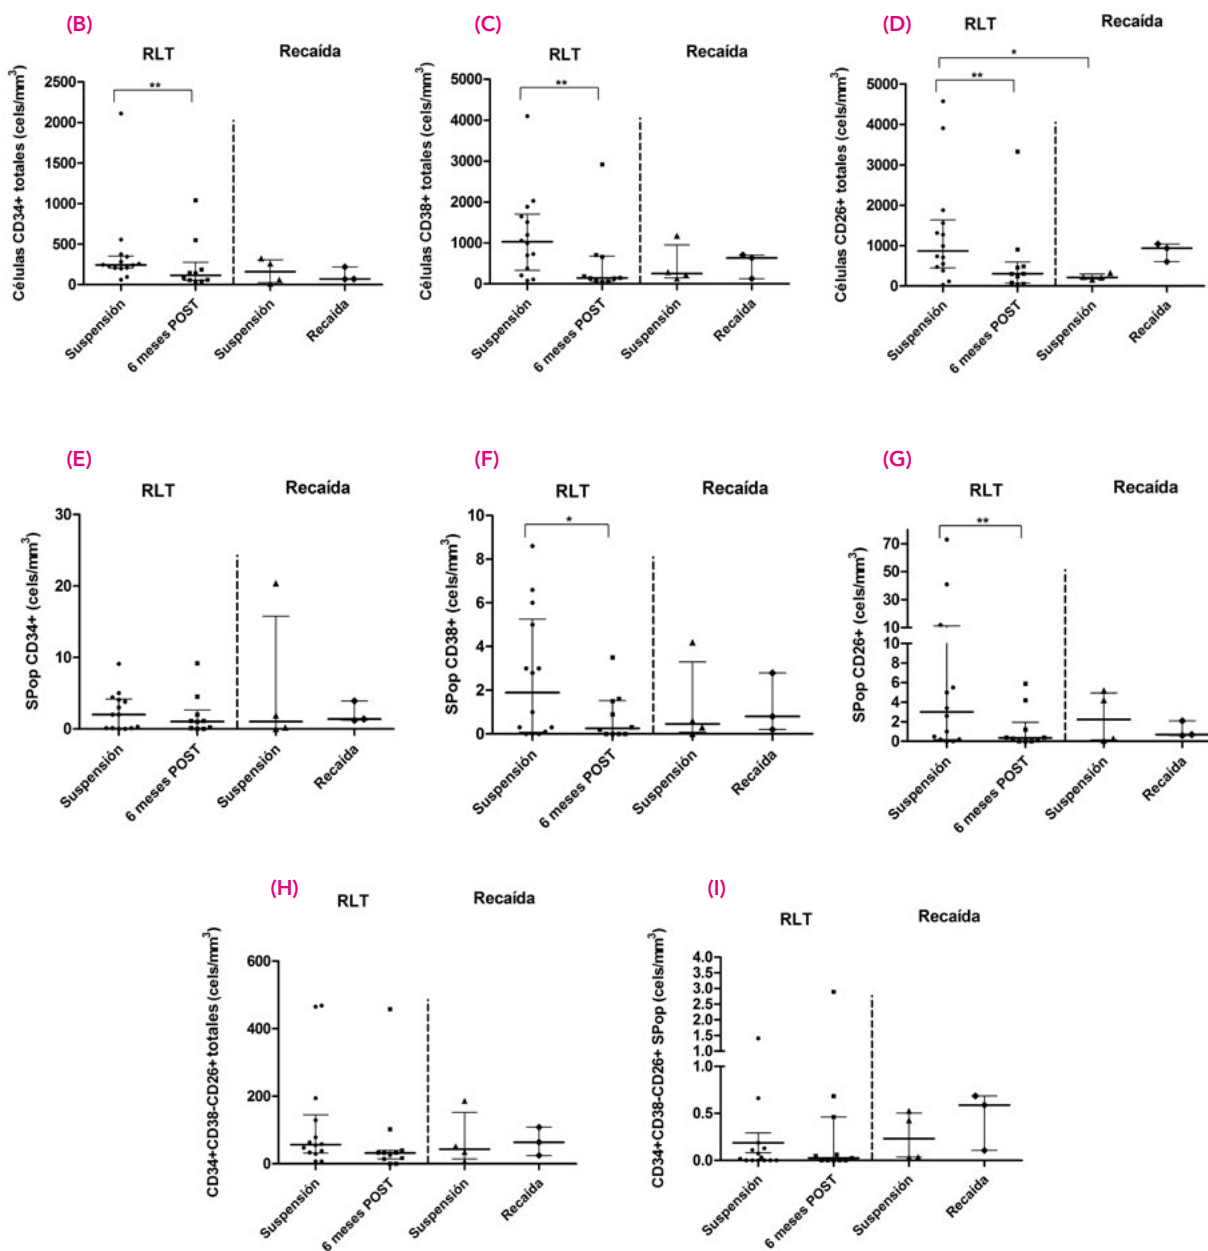 (B)
RLT Recaída
Células CD34+ totales (cels/mm3)
**
2500
2000
1500
1000
500
0
Suspensión
6 meses POST
Suspensión
Recaída
(C)
RLT Recaída
Células CD38+ totales (cels/mm3)
**
5000
4000
3000
2000
1000
0
Suspensión
6 meses POST
Suspensión
Recaída
(D)
RLT Recaída
Células CD26+ totales (cels/mm3)
*
**
5000
4000
3000
2000
1000
0
Suspensión
6 meses POST
Suspensión
Recaída
(E)
RLT Recaída
SPop CD34+ (cels/mm3)
30
20
10
0
Suspensión
6 meses POST
Suspensión
Recaída
(F)
RLT Recaída
SPop CD38+ (cels/mm3)
*
10
8
6
4
2
0
Suspensión
6 meses POST
Suspensión
Recaída
(G)
RLT Recaída
SPop CD26+ (cels/mm3)
**
70
50
30
10
10
8
6
4
2
0
Suspensión
6 meses POST
Suspensión
Recaída
(H)
RLT Recaída
CD34+CD38-CD26+ totales (cels/mm3)
600
400
200
0
Suspensión
6 meses POST
Suspensión
Recaída
(I)
RLT Recaída
CD34+CD38-CD26+ SPop (cels/mm3)
4.0
3.5
3.0
2.5
2.0
1.5
1.0
1.0
0.5
0.0
Suspensión
6 meses POST
Suspensión
Recaída